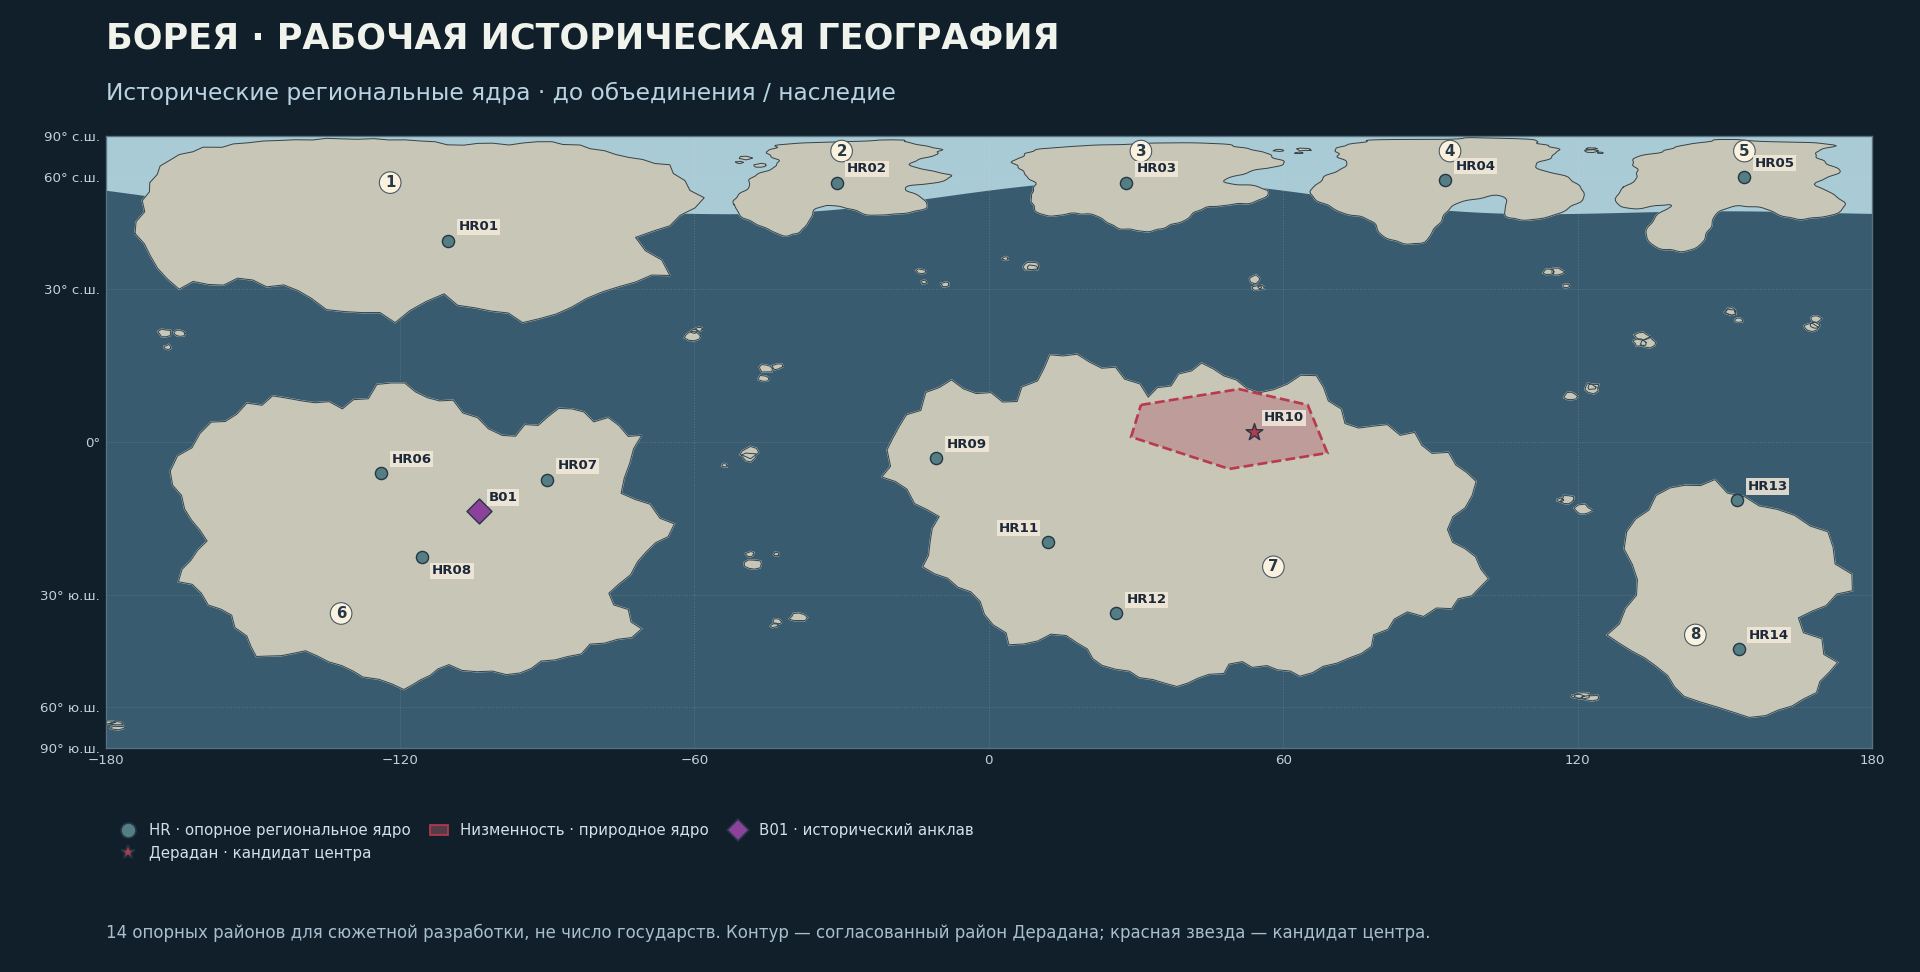 БОРЕЯ · РАБОЧАЯ ИСТОРИЧЕСКАЯ ГЕОГРАФИЯ
Исторические региональные ядра · до объединения / наследие
90° с.ш.
2
3
4
5
HR02
HR03
HR04
HR05
60° с.ш.
1
HR01
30° с.ш.
HR10
0°
HR09
HR06
HR07
B01
HR13
HR11
HR08
7
30° ю.ш.
HR12
6
8
HR14
60° ю.ш.
90° ю.ш.
−180
−120
−60
0
60
120
180
HR · опорное региональное ядро
Низменность · природное ядро
B01 · исторический анклав
Дерадан · кандидат центра
14 опорных районов для сюжетной разработки, не число государств. Контур — согласованный район Дерадана; красная звезда — кандидат центра.